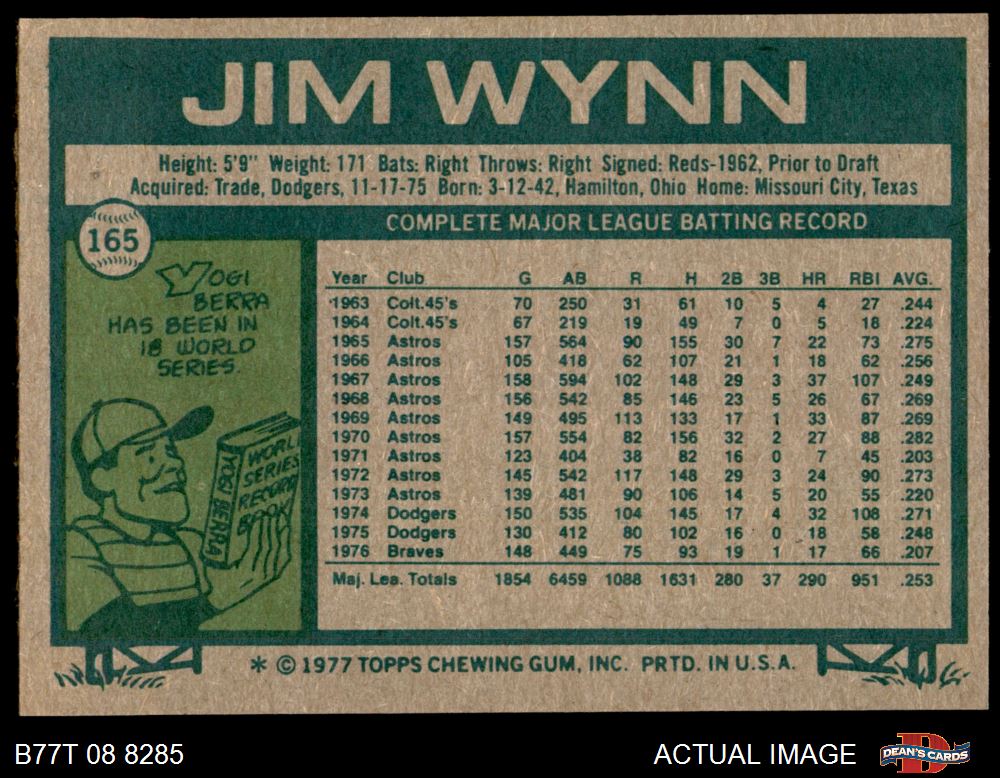 JIM WYNN
Height: 5'9" Weight: 171 Bats: Right Throws: Right Signed: Reds-1962, Prior to Draft
Acquired: Trade, Dodgers, 11-17-75 Born: 3-12-42, Hamilton, Ohio Home: Missouri City, Texas
165
COMPLETE MAJOR LEAGUE BATTING RECORD
YOGI
BERRA
HAS BEEN IN
18 WORLD
SERIES.
WORLD
SERIES
RECORD
BOOK
YOGI BERRA
Year Club G AB R H 2B 3B HR RBI AVG.
1963 Colt.45's 70 250 31 61 10 5 4 27 .244
1964 Colt.45's 67 219 19 49 7 0 5 18 .224
1965 Astros 157 564 90 155 30 7 22 73 .275
1966 Astros 105 418 62 107 21 1 18 62 .256
1967 Astros 158 594 102 148 29 3 37 107 .249
1968 Astros 156 542 85 146 23 5 26 67 .269
1969 Astros 149 495 113 133 17 1 33 87 .269
1970 Astros 157 554 82 156 32 2 27 88 .282
1971 Astros 123 404 38 82 16 0 7 45 .203
1972 Astros 145 542 117 148 29 3 24 90 .273
1973 Astros 139 481 90 106 14 5 20 55 .220
1974 Dodgers 150 535 104 145 17 4 32 108 .271
1975 Dodgers 130 412 80 102 16 0 18 58 .248
1976 Braves 148 449 75 93 19 1 17 66 .207
Maj. Lea. Totals 1854 6459 1088 1631 280 37 290 951 .253
* © 1977 TOPPS CHEWING GUM, INC. PRTD. IN U.S.A.
B77T 08 8285
ACTUAL IMAGE
D
DEAN'S CARDS